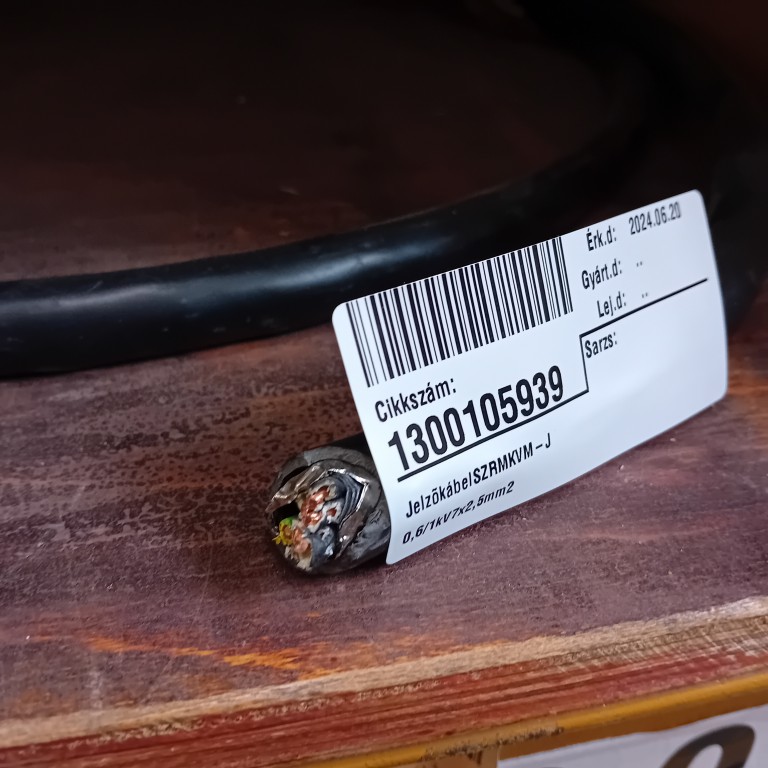 Érk.d: 2024.06.20
Gyárt.d: ..
Lej.d: ..
Sarzs:
Cikkszám:
1300105939
JelzőkábelSZRMKVM-J
0,6/1kV7x2,5mm2